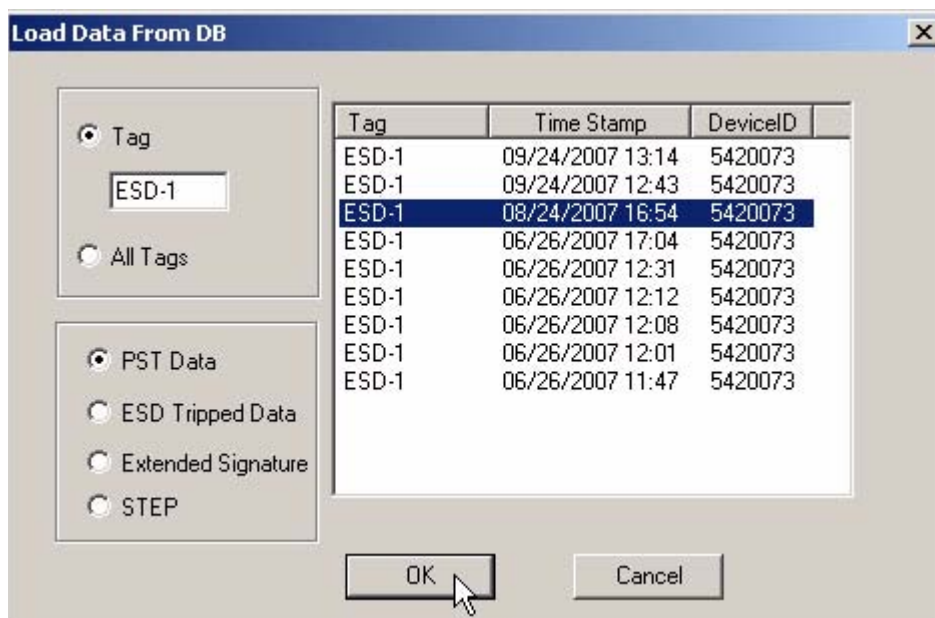 Load Data From DB
Tag
ESD-1
All Tags
PST Data
ESD Tripped Data
Extended Signature
STEP
Tag Time Stamp DeviceID
ESD-1 09/24/2007 13:14 5420073
ESD-1 09/24/2007 12:43 5420073
ESD-1 08/24/2007 16:54 5420073
ESD-1 06/26/2007 17:04 5420073
ESD-1 06/26/2007 12:31 5420073
ESD-1 06/26/2007 12:12 5420073
ESD-1 06/26/2007 12:08 5420073
ESD-1 06/26/2007 12:01 5420073
ESD-1 06/26/2007 11:47 5420073
OK Cancel